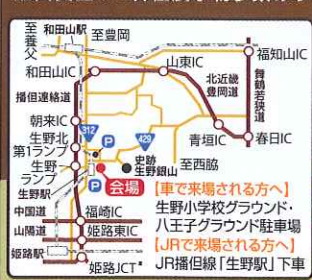 至養父
和田山駅
至豊岡
福知山IC
和田山IC
山東IC
舞鶴若狭道
北近畿豊岡道
播但連絡道
朝来IC
312
429
青垣IC
春日IC
生野北第1ランプ
生野ランプ
P
史跡生野銀山
至西脇
生野駅
P
会場
【車で来場される方へ】
生野小学校グラウンド・
八王子グラウンド駐車場
【JRで来場される方へ】
JR播但線「生野駅」下車
中国道
福崎IC
山陽道
姫路東IC
姫路駅
姫路JCT